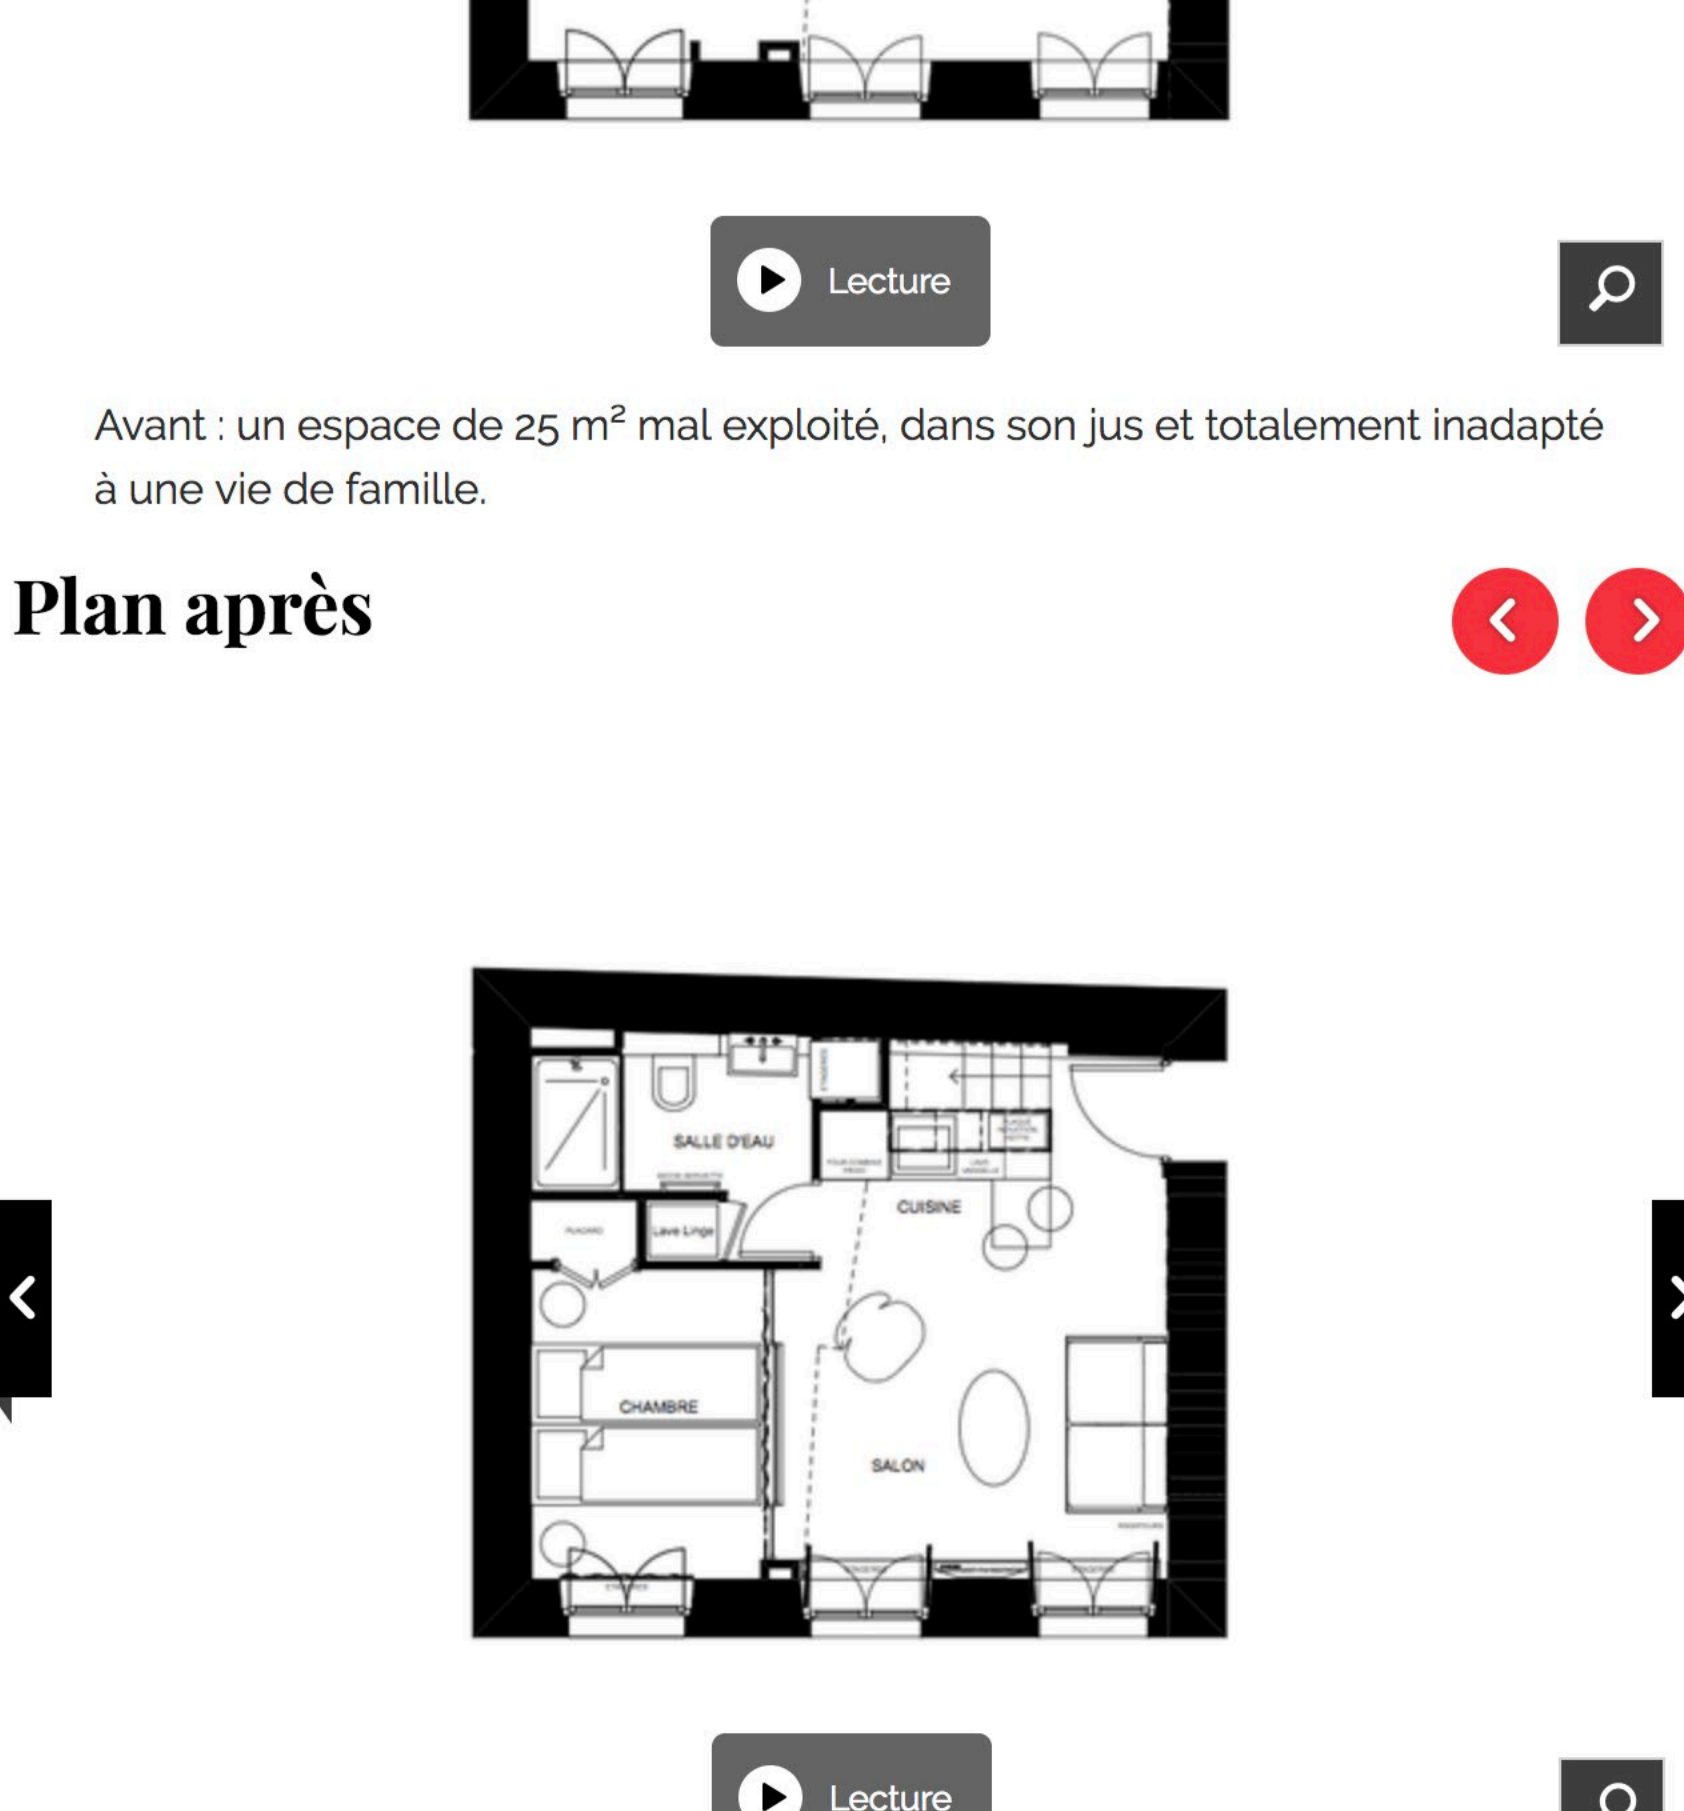 Lecture
Avant : un espace de 25 m² mal exploité, dans son jus et totalement inadapté
à une vie de famille.
Plan après
SALLE D'EAU
CUISINE
PLACARD
Lave Linge
CHAMBRE
SALON
Lecture